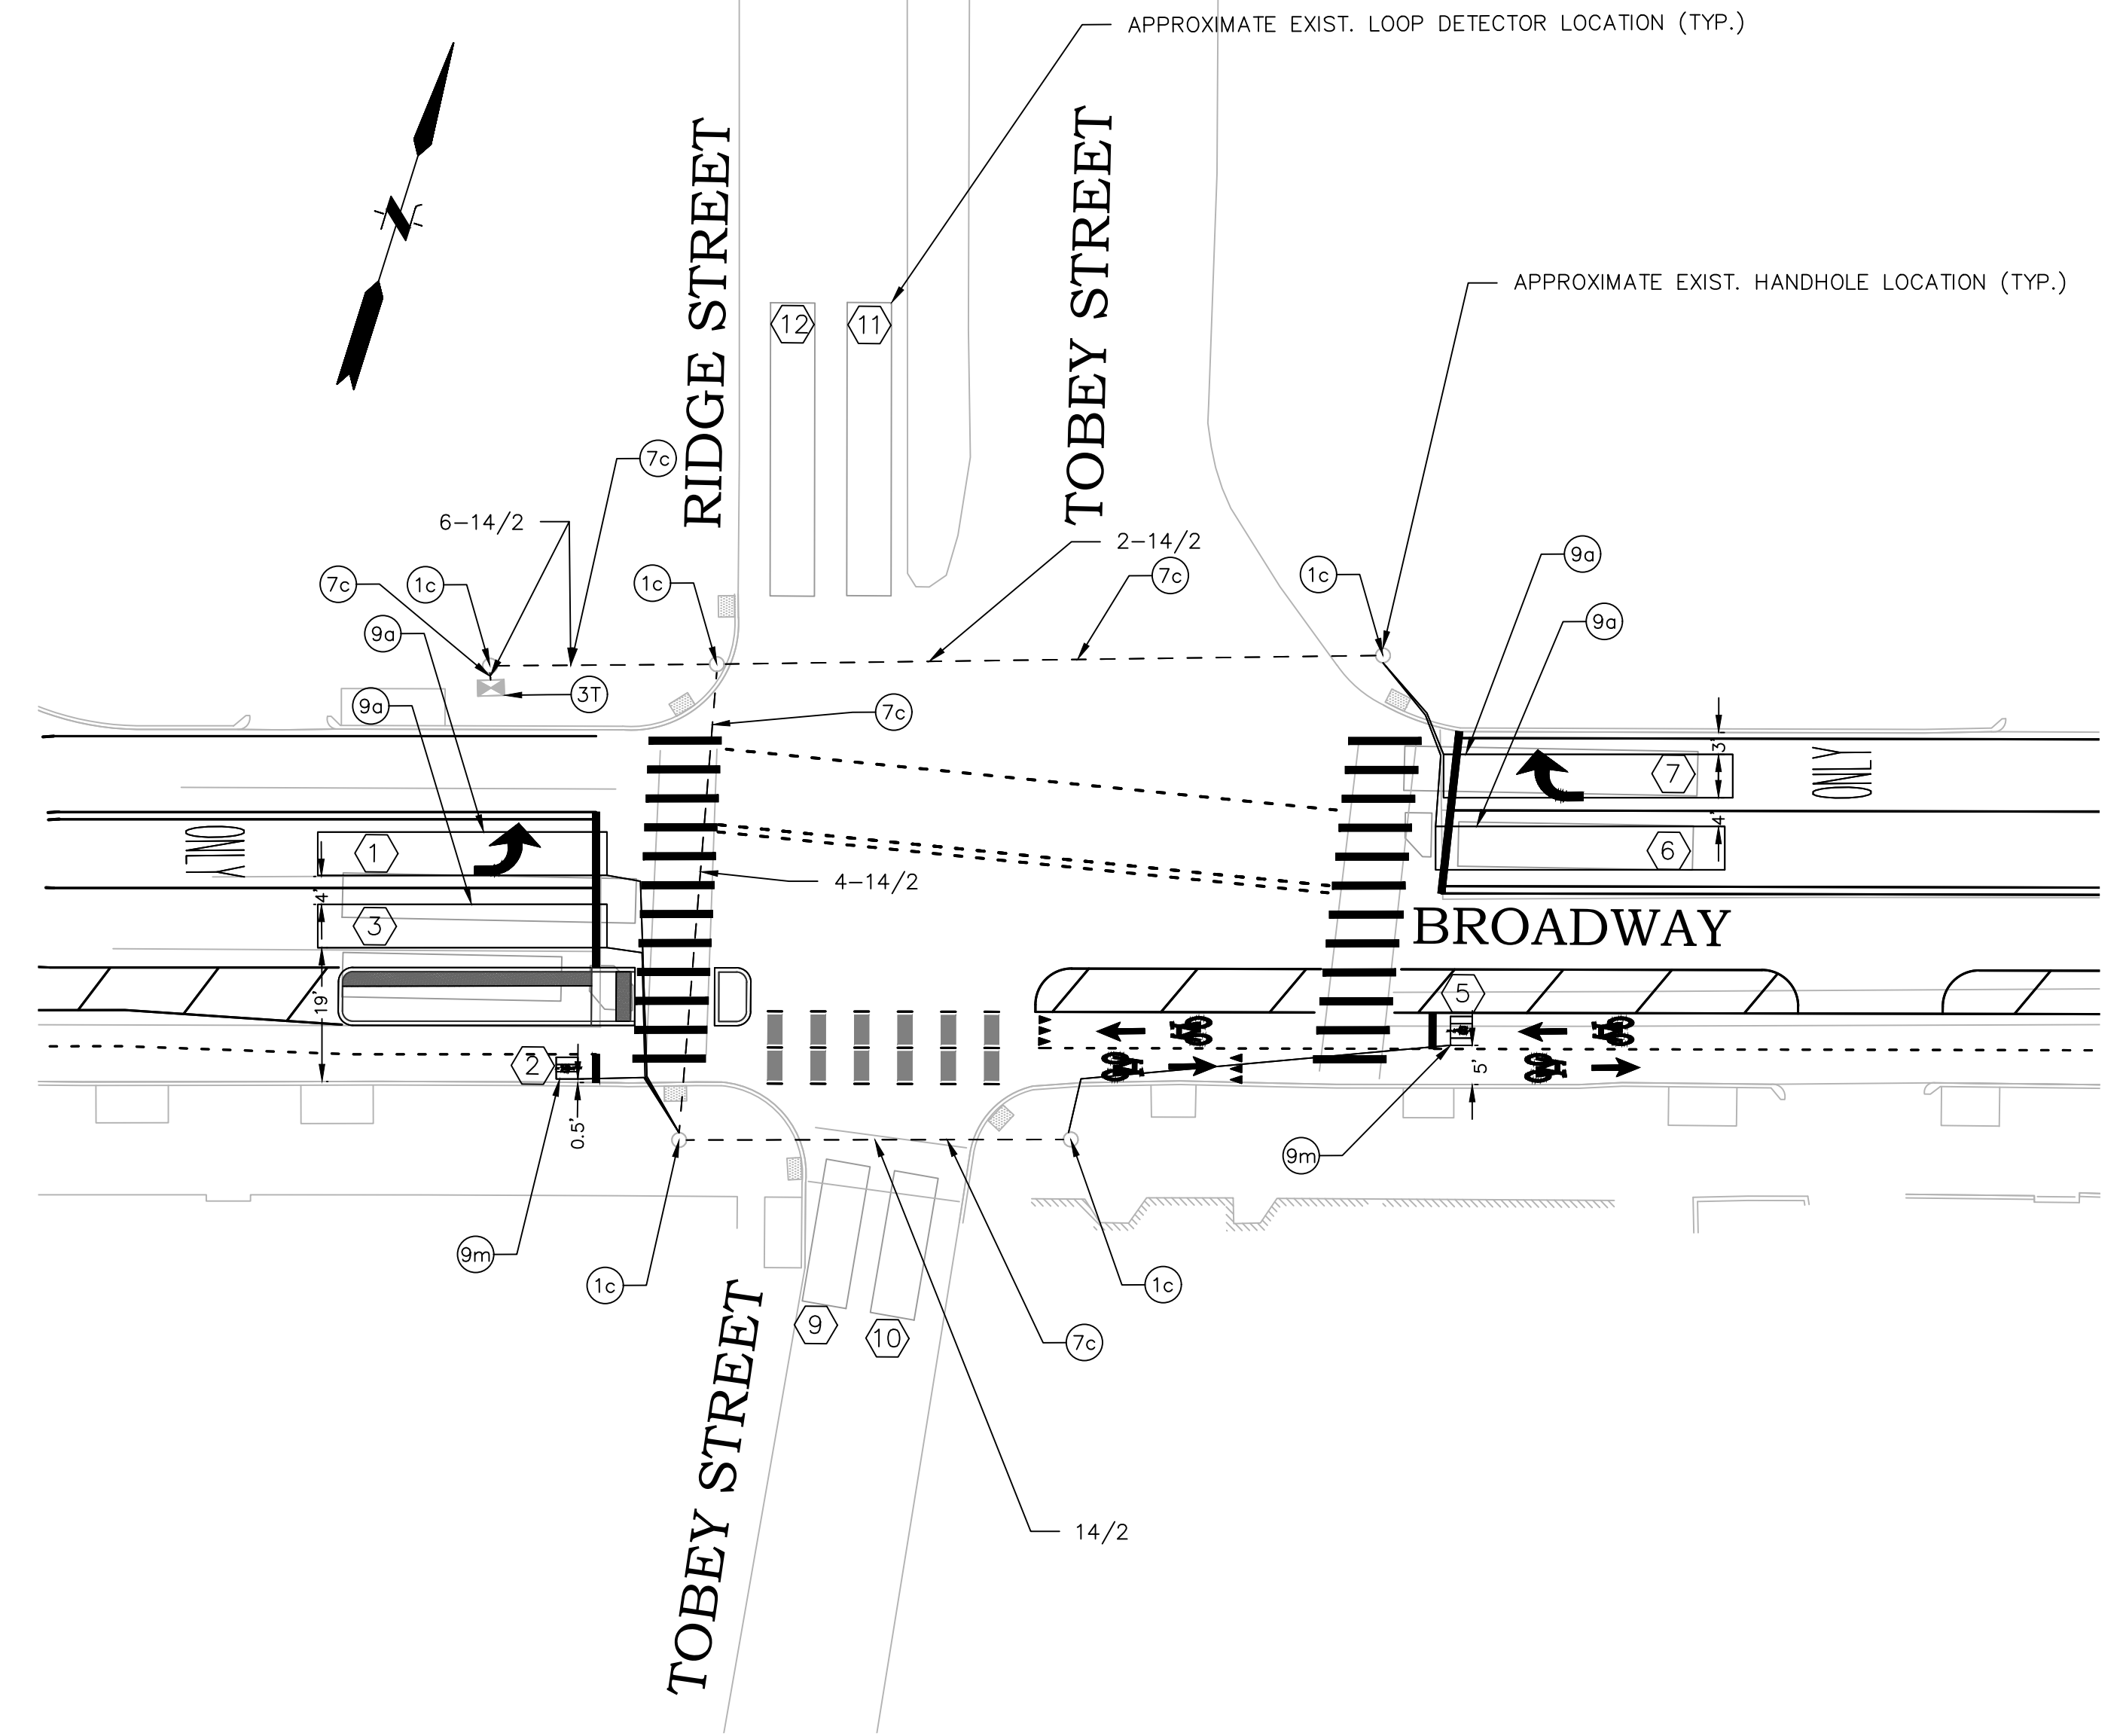 APPROXIMATE EXIST. LOOP DETECTOR LOCATION (TYP.)
RIDGE STREET
TOBEY STREET
N
APPROXIMATE EXIST. HANDHOLE LOCATION (TYP.)
12
11
7c
6-14/2
2-14/2
7c
1c
1c
7c
1c
9a
9a
9a
3T
9a
7c
3'
7
ONLY
4'
6
ONLY
1
4-14/2
4'
3
BROADWAY
19'
5
2
5'
0.5'
9m
9m
1c
1c
9
10
7c
14/2
TOBEY STREET